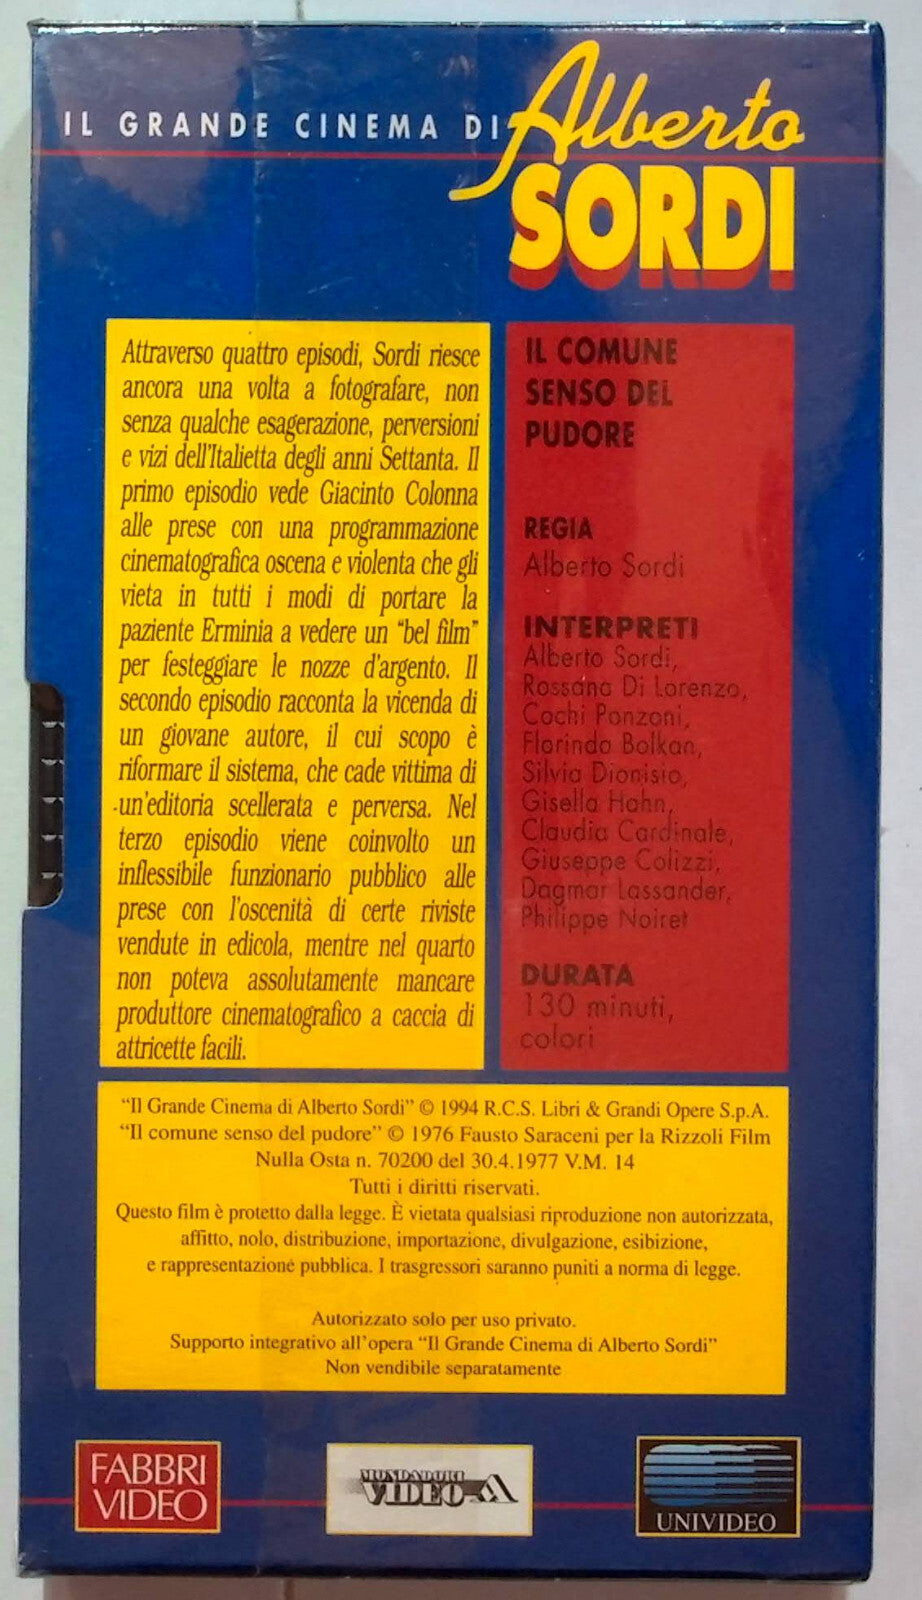 IL GRANDE CINEMA DI Alberto
SORDI
Attraverso quattro episodi, Sordi riesce
ancora una volta a fotografare, non
senza qualche esagerazione, perversioni
e vizi dell'Italietta degli anni Settanta. Il
primo episodio vede Giacinto Colonna
alle prese con una programmazione
cinematografica oscena e violenta che gli
vieta in tutti i modi di portare la
paziente Erminia a vedere un "bel film"
per festeggiare le nozze d'argento. Il
secondo episodio racconta la vicenda di
un giovane autore, il cui scopo è
riformare il sistema, che cade vittima di
un'editoria scellerata e perversa. Nel
terzo episodio viene coinvolto un
inflessibile funzionario pubblico alle
prese con l'oscenità di certe riviste
vendute in edicola, mentre nel quarto
non poteva assolutamente mancare
produttore cinematografico a caccia di
attricette facili.
IL COMUNE
SENSO DEL
PUDORE
REGIA
Alberto Sordi
INTERPRETI
Alberto Sordi,
Rossana Di Lorenzo,
Cochi Ponzoni,
Florinda Bolkan,
Silvia Dionisio,
Gisella Hahn,
Claudia Cardinale,
Giuseppe Colizzi,
Dagmar Lassander,
Philippe Noiret
DURATA
130 minuti,
colori
"Il Grande Cinema di Alberto Sordi" © 1994 R.C.S. Libri & Grandi Opere S.p.A.
"Il comune senso del pudore" © 1976 Fausto Saraceni per la Rizzoli Film
Nulla Osta n. 70200 del 30.4.1977 V.M. 14
Tutti i diritti riservati.
Questo film è protetto dalla legge. È vietata qualsiasi riproduzione non autorizzata,
affitto, nolo, distribuzione, importazione, divulgazione, esibizione,
e rappresentazione pubblica. I trasgressori saranno puniti a norma di legge.
Autorizzato solo per uso privato.
Supporto integrativo all'opera "Il Grande Cinema di Alberto Sordi"
Non vendibile separatamente
FABBRI
VIDEO
MONDADORI
VIDEO
UNIVIDEO